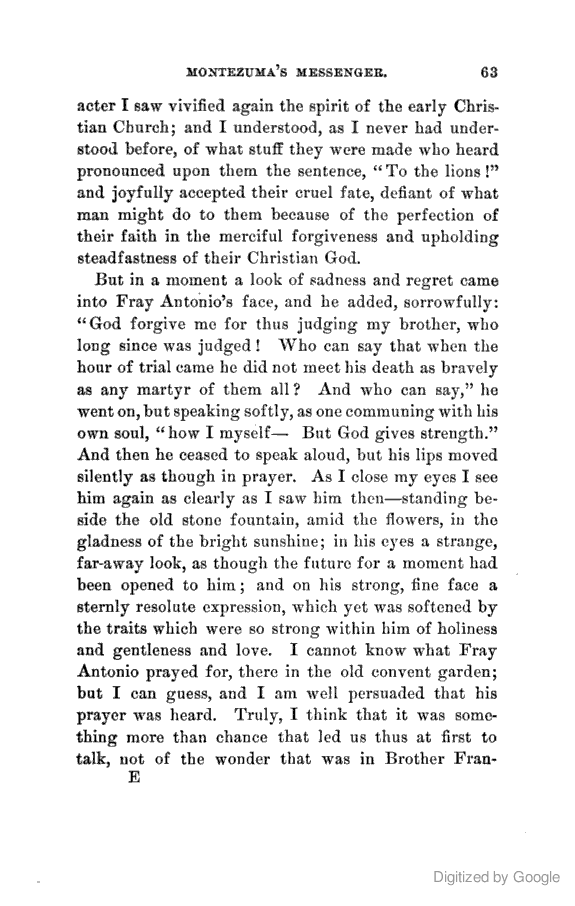 MONTEZUMA'S MESSENGER. 63
acter I saw vivified again the spirit of the early Chris-
tian Church; and I understood, as I never had under-
stood before, of what stuff they were made who heard
pronounced upon them the sentence, "To the lions!"
and joyfully accepted their cruel fate, defiant of what
man might do to them because of the perfection of
their faith in the merciful forgiveness and upholding
steadfastness of their Christian God.
But in a moment a look of sadness and regret came
into Fray Antonio's face, and he added, sorrowfully:
"God forgive me for thus judging my brother, who
long since was judged! Who can say that when the
hour of trial came he did not meet his death as bravely
as any martyr of them all? And who can say," he
went on, but speaking softly, as one communing with his
own soul, "how I myself— But God gives strength."
And then he ceased to speak aloud, but his lips moved
silently as though in prayer. As I close my eyes I see
him again as clearly as I saw him then—standing be-
side the old stone fountain, amid the flowers, in the
gladness of the bright sunshine; in his eyes a strange,
far-away look, as though the future for a moment had
been opened to him; and on his strong, fine face a
sternly resolute expression, which yet was softened by
the traits which were so strong within him of holiness
and gentleness and love. I cannot know what Fray
Antonio prayed for, there in the old convent garden;
but I can guess, and I am well persuaded that his
prayer was heard. Truly, I think that it was some-
thing more than chance that led us thus at first to
talk, not of the wonder that was in Brother Fran-
E
Digitized by Google